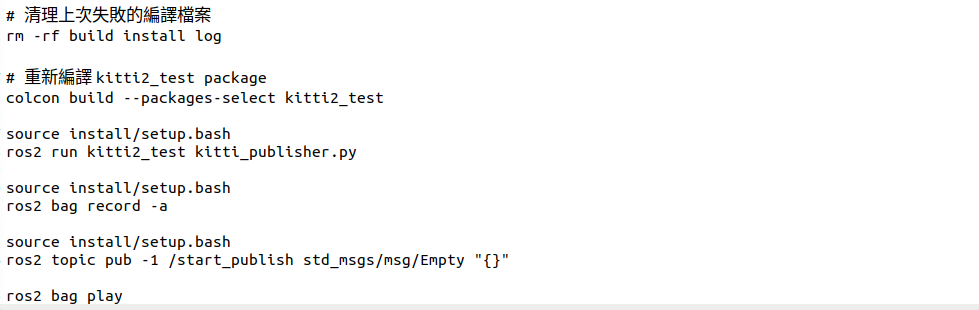 # 清理上次失敗的編譯檔案
rm -rf build install log
# 重新編譯 kitti2_test package
colcon build --packages-select kitti2_test
source install/setup.bash
ros2 run kitti2_test kitti_publisher.py
source install/setup.bash
ros2 bag record -a
source install/setup.bash
ros2 topic pub -1 /start_publish std_msgs/msg/Empty "{}"
ros2 bag play